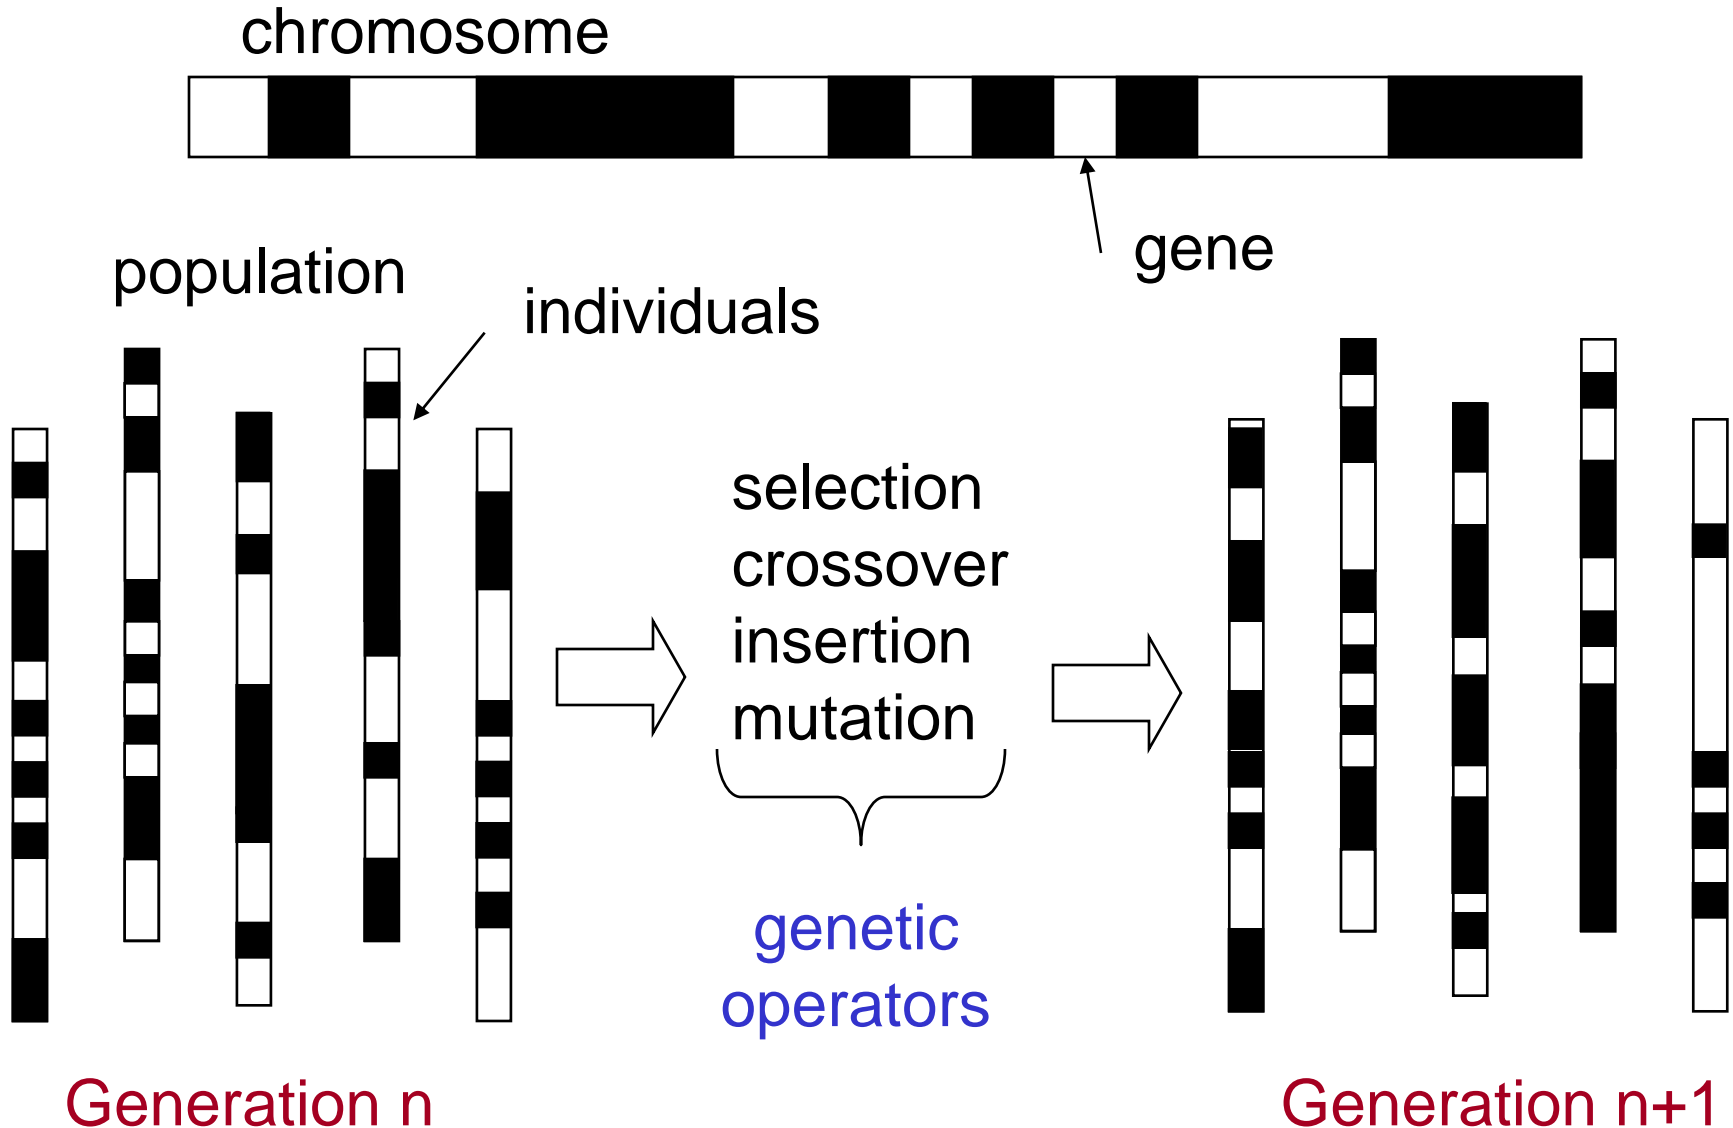 chromosome
gene
population
individuals
selection
crossover
insertion
mutation
genetic
operators
Generation n
Generation n+1